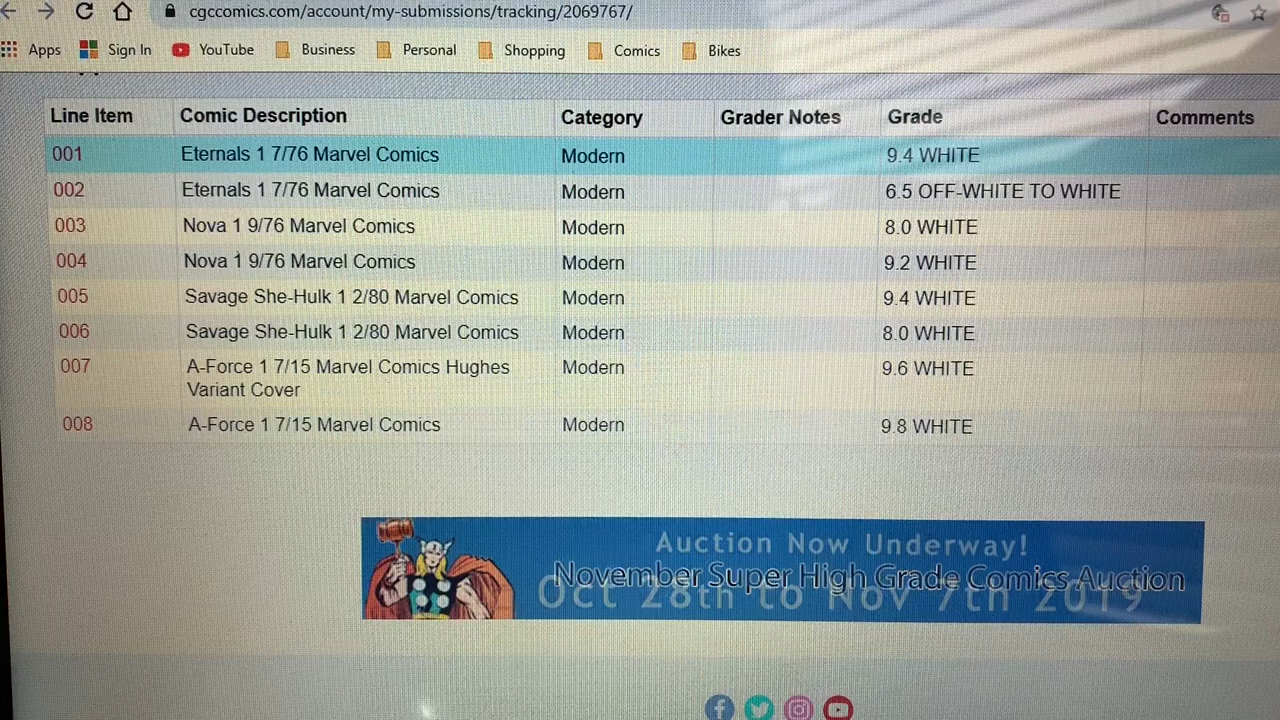 cgccomics.com/account/my-submissions/tracking/2069767/
Apps Sign In YouTube Business Personal Shopping Comics Bikes
Line Item Comic Description Category Grader Notes Grade Comments
001 Eternals 1 7/76 Marvel Comics Modern 9.4 WHITE
002 Eternals 1 7/76 Marvel Comics Modern 6.5 OFF-WHITE TO WHITE
003 Nova 1 9/76 Marvel Comics Modern 8.0 WHITE
004 Nova 1 9/76 Marvel Comics Modern 9.2 WHITE
005 Savage She-Hulk 1 2/80 Marvel Comics Modern 9.4 WHITE
006 Savage She-Hulk 1 2/80 Marvel Comics Modern 8.0 WHITE
007 A-Force 1 7/15 Marvel Comics Hughes Modern 9.6 WHITE
Variant Cover
008 A-Force 1 7/15 Marvel Comics Modern 9.8 WHITE
Auction Now Underway!
November Super High Grade Comics Auction
Oct 28th to Nov 7th 2019